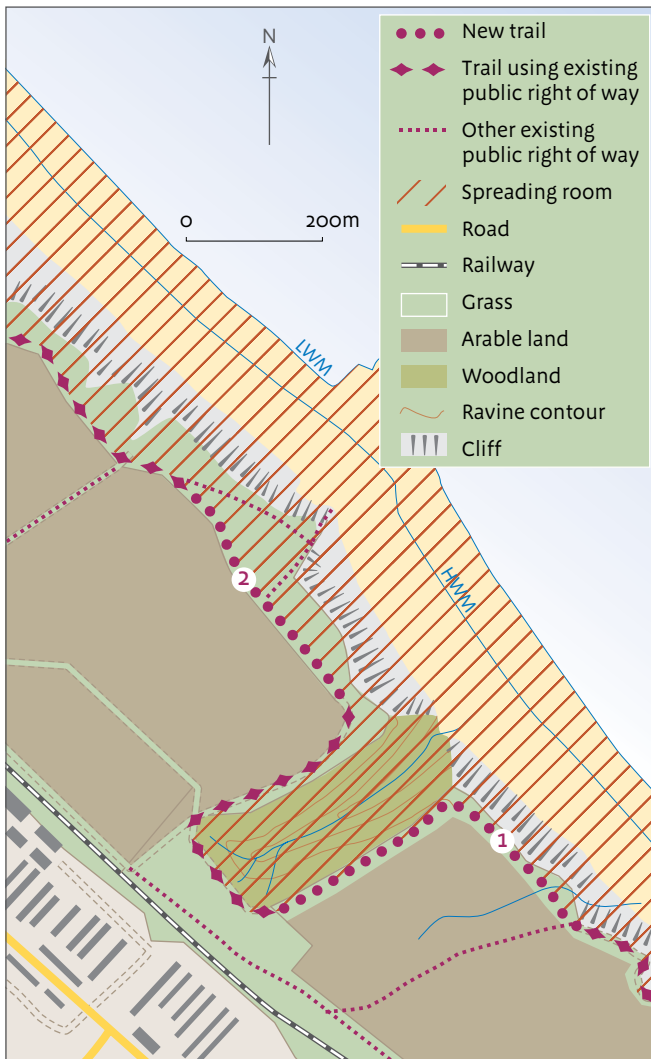 N
0 200m
New trail
Trail using existing
public right of way
Other existing
public right of way
Spreading room
Road
Railway
Grass
Arable land
Woodland
Ravine contour
Cliff
LWM
HWM
2
1